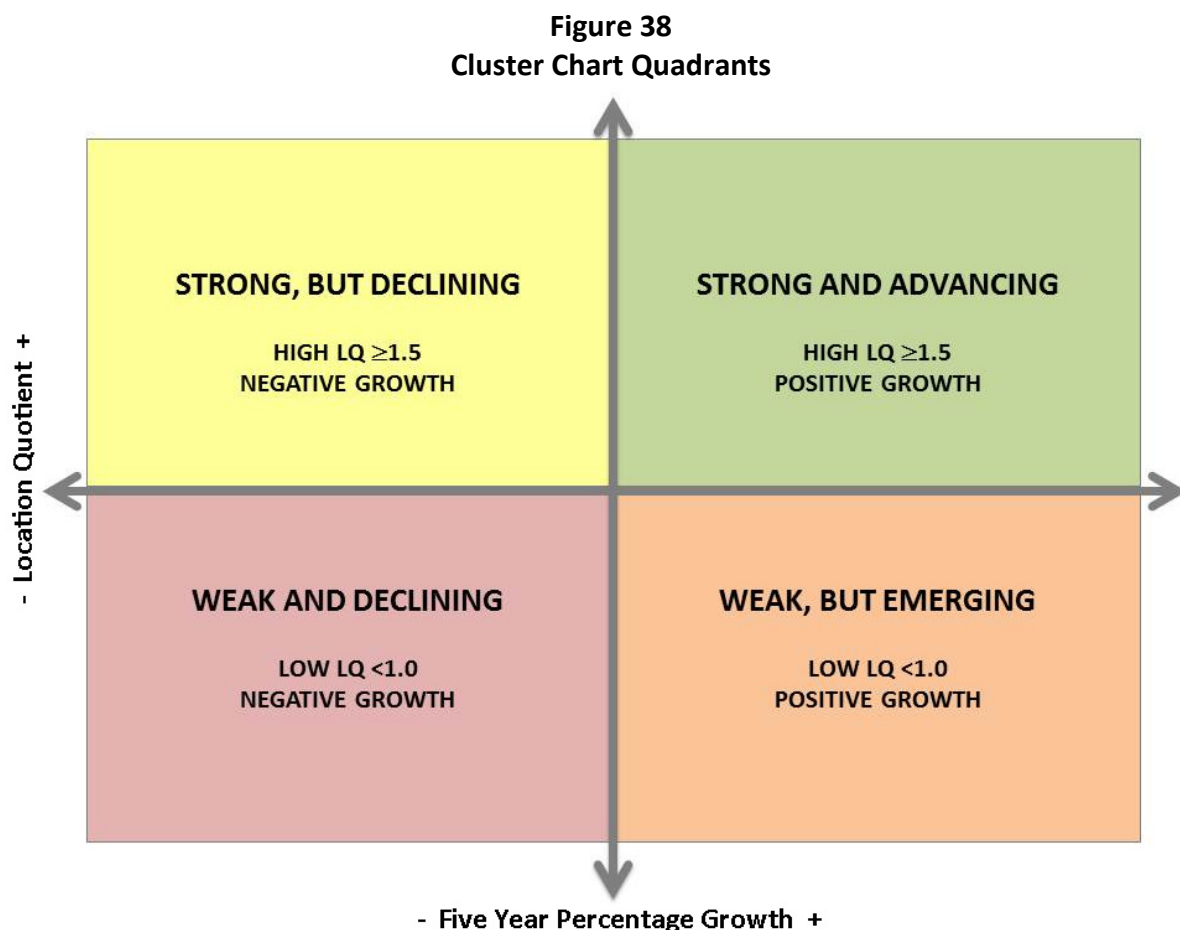 Figure 38
Cluster Chart Quadrants
STRONG, BUT DECLINING
HIGH LQ ≥1.5
NEGATIVE GROWTH
STRONG AND ADVANCING
HIGH LQ ≥1.5
POSITIVE GROWTH
- Location Quotient +
WEAK AND DECLINING
LOW LQ <1.0
NEGATIVE GROWTH
WEAK, BUT EMERGING
LOW LQ <1.0
POSITIVE GROWTH
- Five Year Percentage Growth +